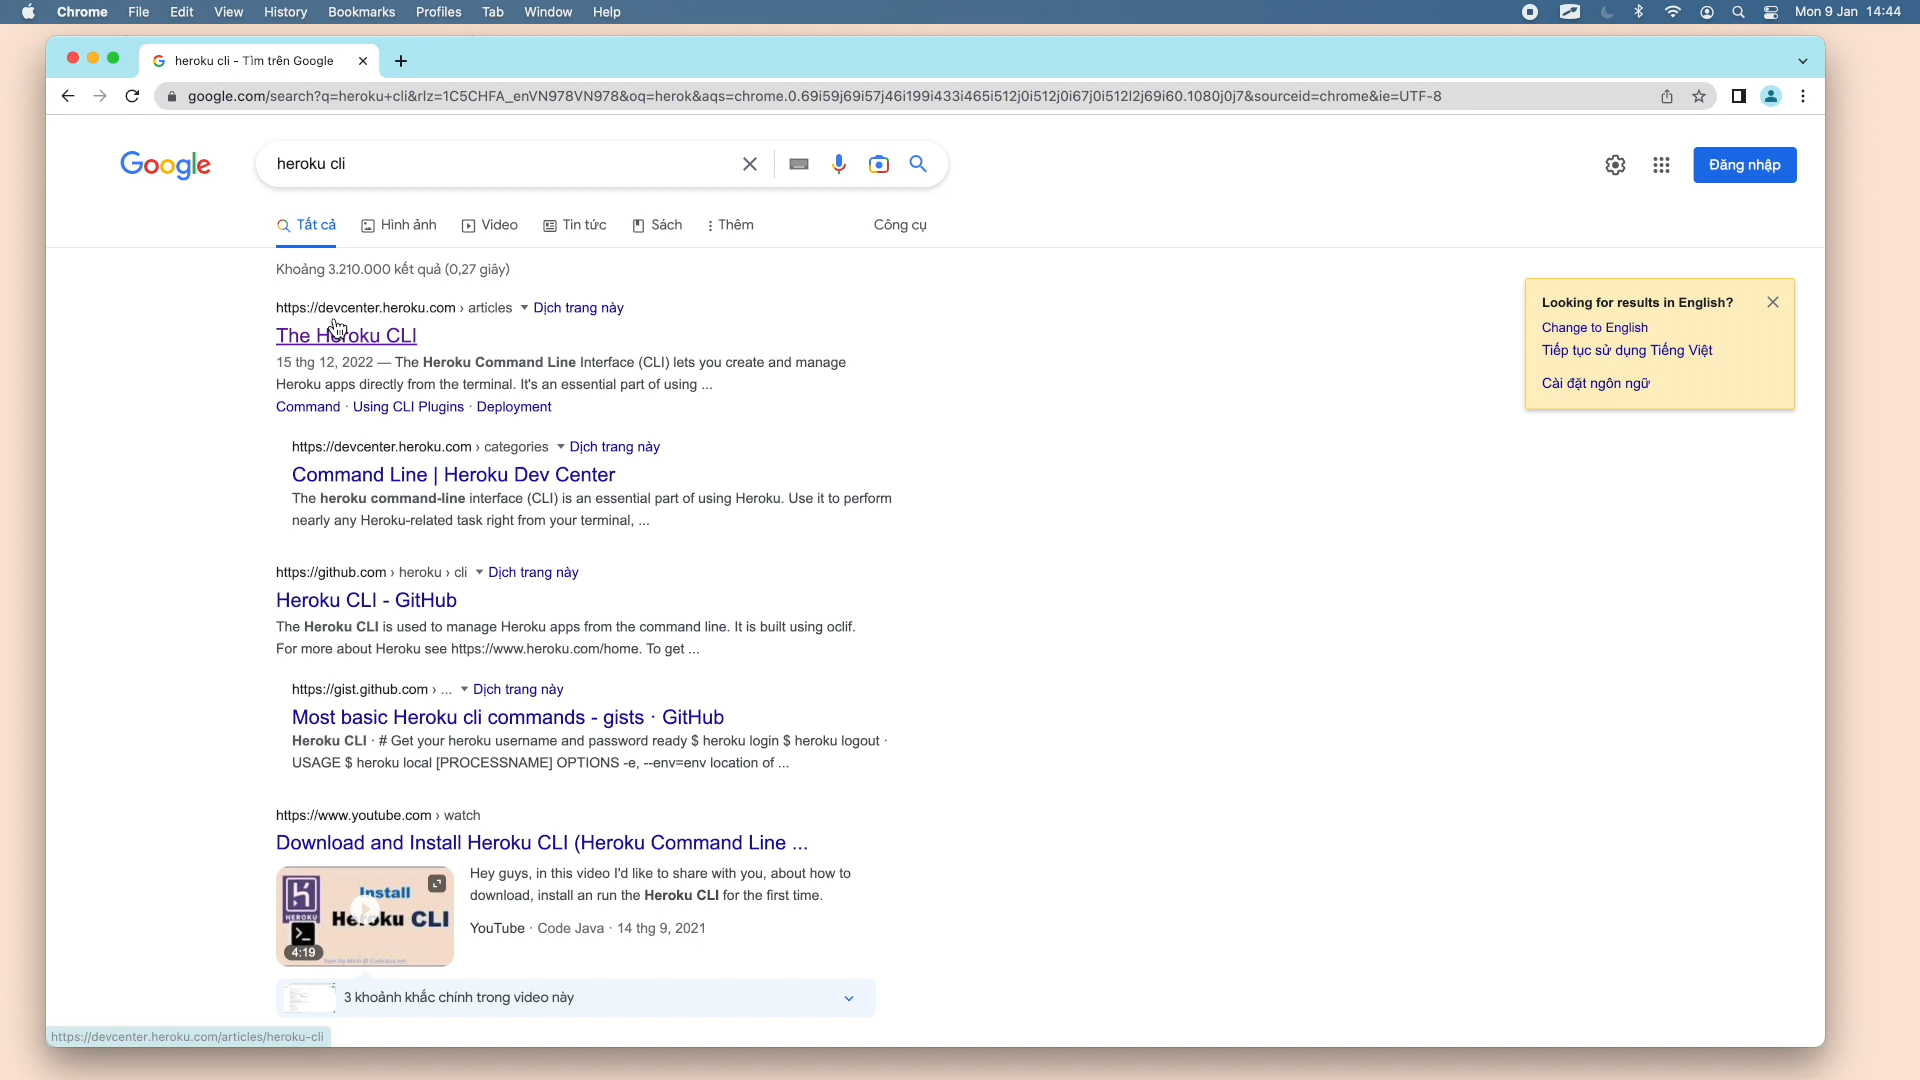 Chrome File Edit View History Bookmarks Profiles Tab Window Help Mon 9 Jan 14:44
heroku cli - Tìm trên Google
google.com/search?q=heroku+cli&rlz=1C5CHFA_enVN978VN978&oq=herok&aqs=chrome.0.69i59j69i57j46i199i433i465i512j0i512j0i67j0i512l2j69i60.1080j0j7&sourceid=chrome&ie=UTF-8
Google heroku cli Đăng nhập
Tất cả Hình ảnh Video Tin tức Sách Thêm Công cụ
Khoảng 3.210.000 kết quả (0,27 giây)
https://devcenter.heroku.com › articles Dịch trang này
The Heroku CLI
15 thg 12, 2022 — The Heroku Command Line Interface (CLI) lets you create and manage
Heroku apps directly from the terminal. It's an essential part of using ...
Command · Using CLI Plugins · Deployment
https://devcenter.heroku.com › categories Dịch trang này
Command Line | Heroku Dev Center
The heroku command-line interface (CLI) is an essential part of using Heroku. Use it to perform
nearly any Heroku-related task right from your terminal, ...
https://github.com › heroku › cli Dịch trang này
Heroku CLI - GitHub
The Heroku CLI is used to manage Heroku apps from the command line. It is built using oclif.
For more about Heroku see https://www.heroku.com/home. To get ...
https://gist.github.com › ... Dịch trang này
Most basic Heroku cli commands - gists · GitHub
Heroku CLI · # Get your heroku username and password ready $ heroku login $ heroku logout ·
USAGE $ heroku local [PROCESSNAME] OPTIONS -e, --env=env location of ...
https://www.youtube.com › watch
Download and Install Heroku CLI (Heroku Command Line ...
Hey guys, in this video I'd like to share with you, about how to
download, install an run the Heroku CLI for the first time.
YouTube · Code Java · 14 thg 9, 2021
Install
Heroku CLI
HEROKU
4:19
3 khoảnh khắc chính trong video này
Looking for results in English?
Change to English
Tiếp tục sử dụng Tiếng Việt
Cài đặt ngôn ngữ
https://devcenter.heroku.com/articles/heroku-cli